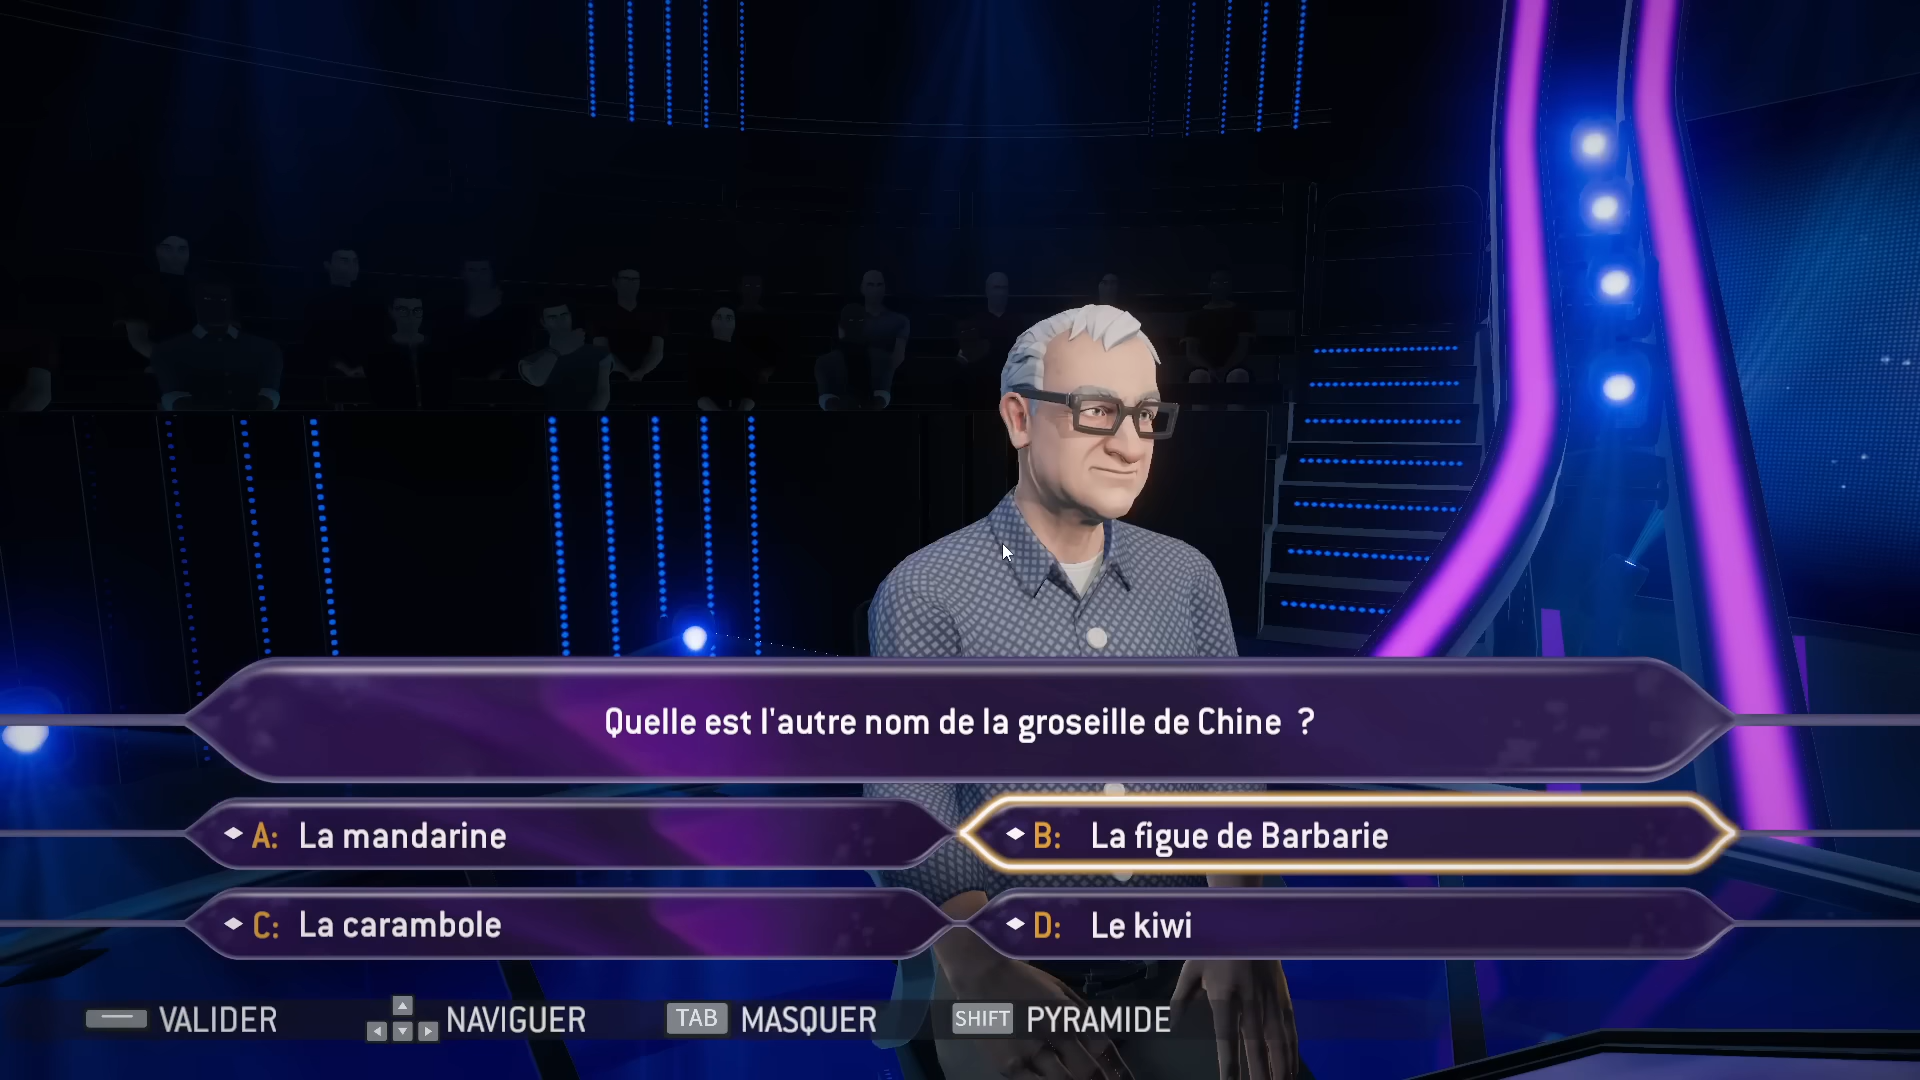 Quelle est l'autre nom de la groseille de Chine ?
A: La mandarine
B: La figue de Barbarie
C: La carambole
D: Le kiwi
VALIDER NAVIGUER TAB MASQUER SHIFT PYRAMIDE